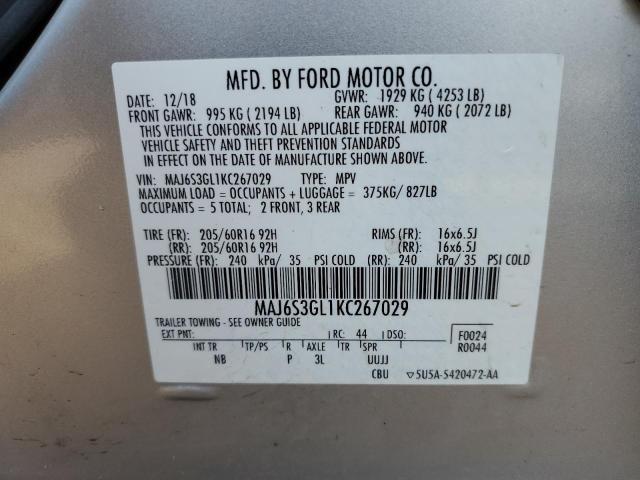 MFD. BY FORD MOTOR CO.
DATE: 12/18 GVWR: 1929 KG ( 4253 LB)
FRONT GAWR: 995 KG ( 2194 LB) REAR GAWR: 940 KG ( 2072 LB)
THIS VEHICLE CONFORMS TO ALL APPLICABLE FEDERAL MOTOR
VEHICLE SAFETY AND THEFT PREVENTION STANDARDS
IN EFFECT ON THE DATE OF MANUFACTURE SHOWN ABOVE.
VIN: MAJ6S3GL1KC267029 TYPE: MPV
MAXIMUM LOAD = OCCUPANTS + LUGGAGE = 375KG/ 827LB
OCCUPANTS = 5 TOTAL; 2 FRONT, 3 REAR
TIRE (FR): 205/60R16 92H RIMS (FR): 16x6.5J
(RR): 205/60R16 92H (RR): 16x6.5J
PRESSURE (FR): 240 kPa/ 35 PSI COLD (RR): 240 kPa/ 35 PSI COLD
MAJ6S3GL1KC267029
TRAILER TOWING - SEE OWNER GUIDE
EXT PNT: RC: 44 DSO: F0024
INT TR TP/PS R AXLE TR SPR R0044
NB P 3L UUJJ
CBU ▽5U5A-S420472-AA